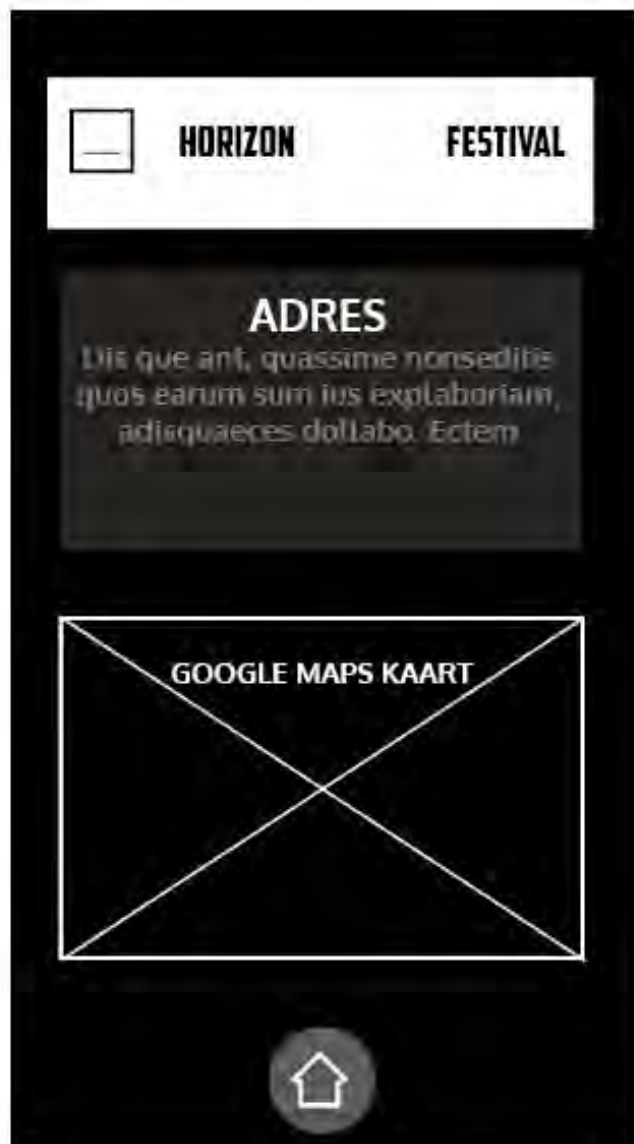 HORIZON FESTIVAL
ADRES
Dis que ant, quassime nonseditis
quos earum sum ius explaboriam,
adisquaeces dollabo. Ectem
GOOGLE MAPS KAART